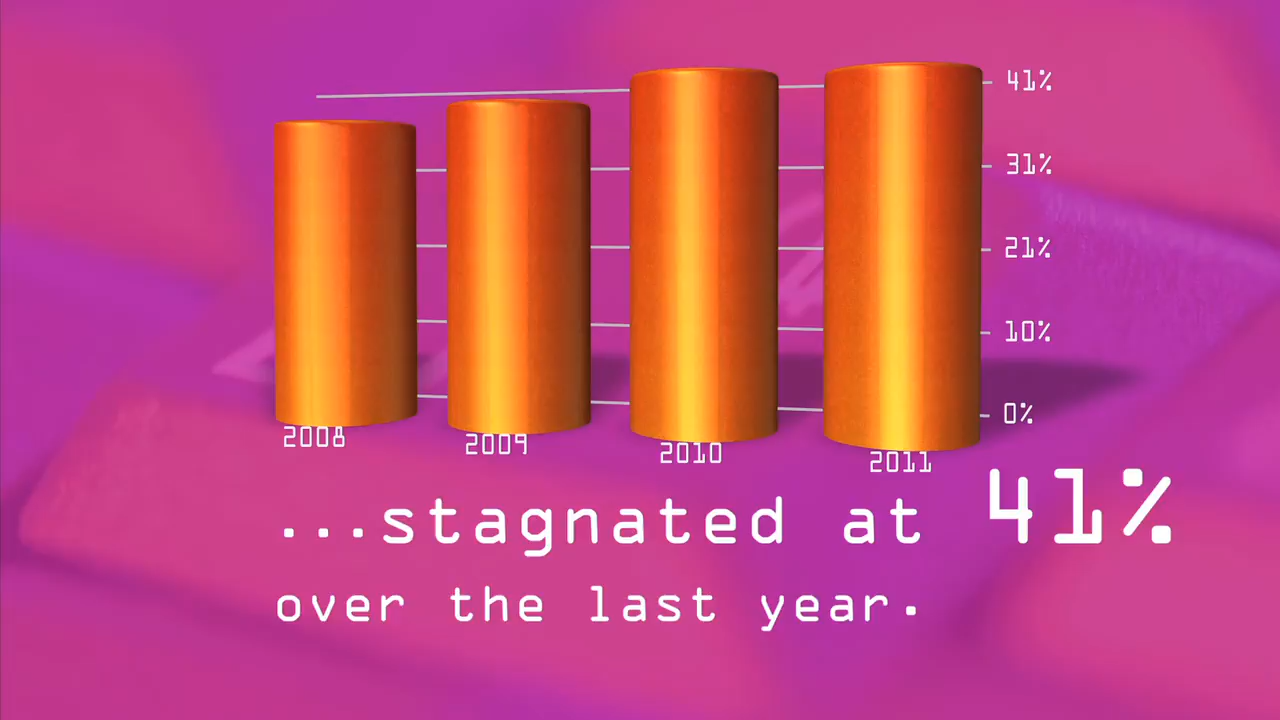 41%
31%
21%
10%
0%
2008 2009 2010 2011
...stagnated at 41%
over the last year.